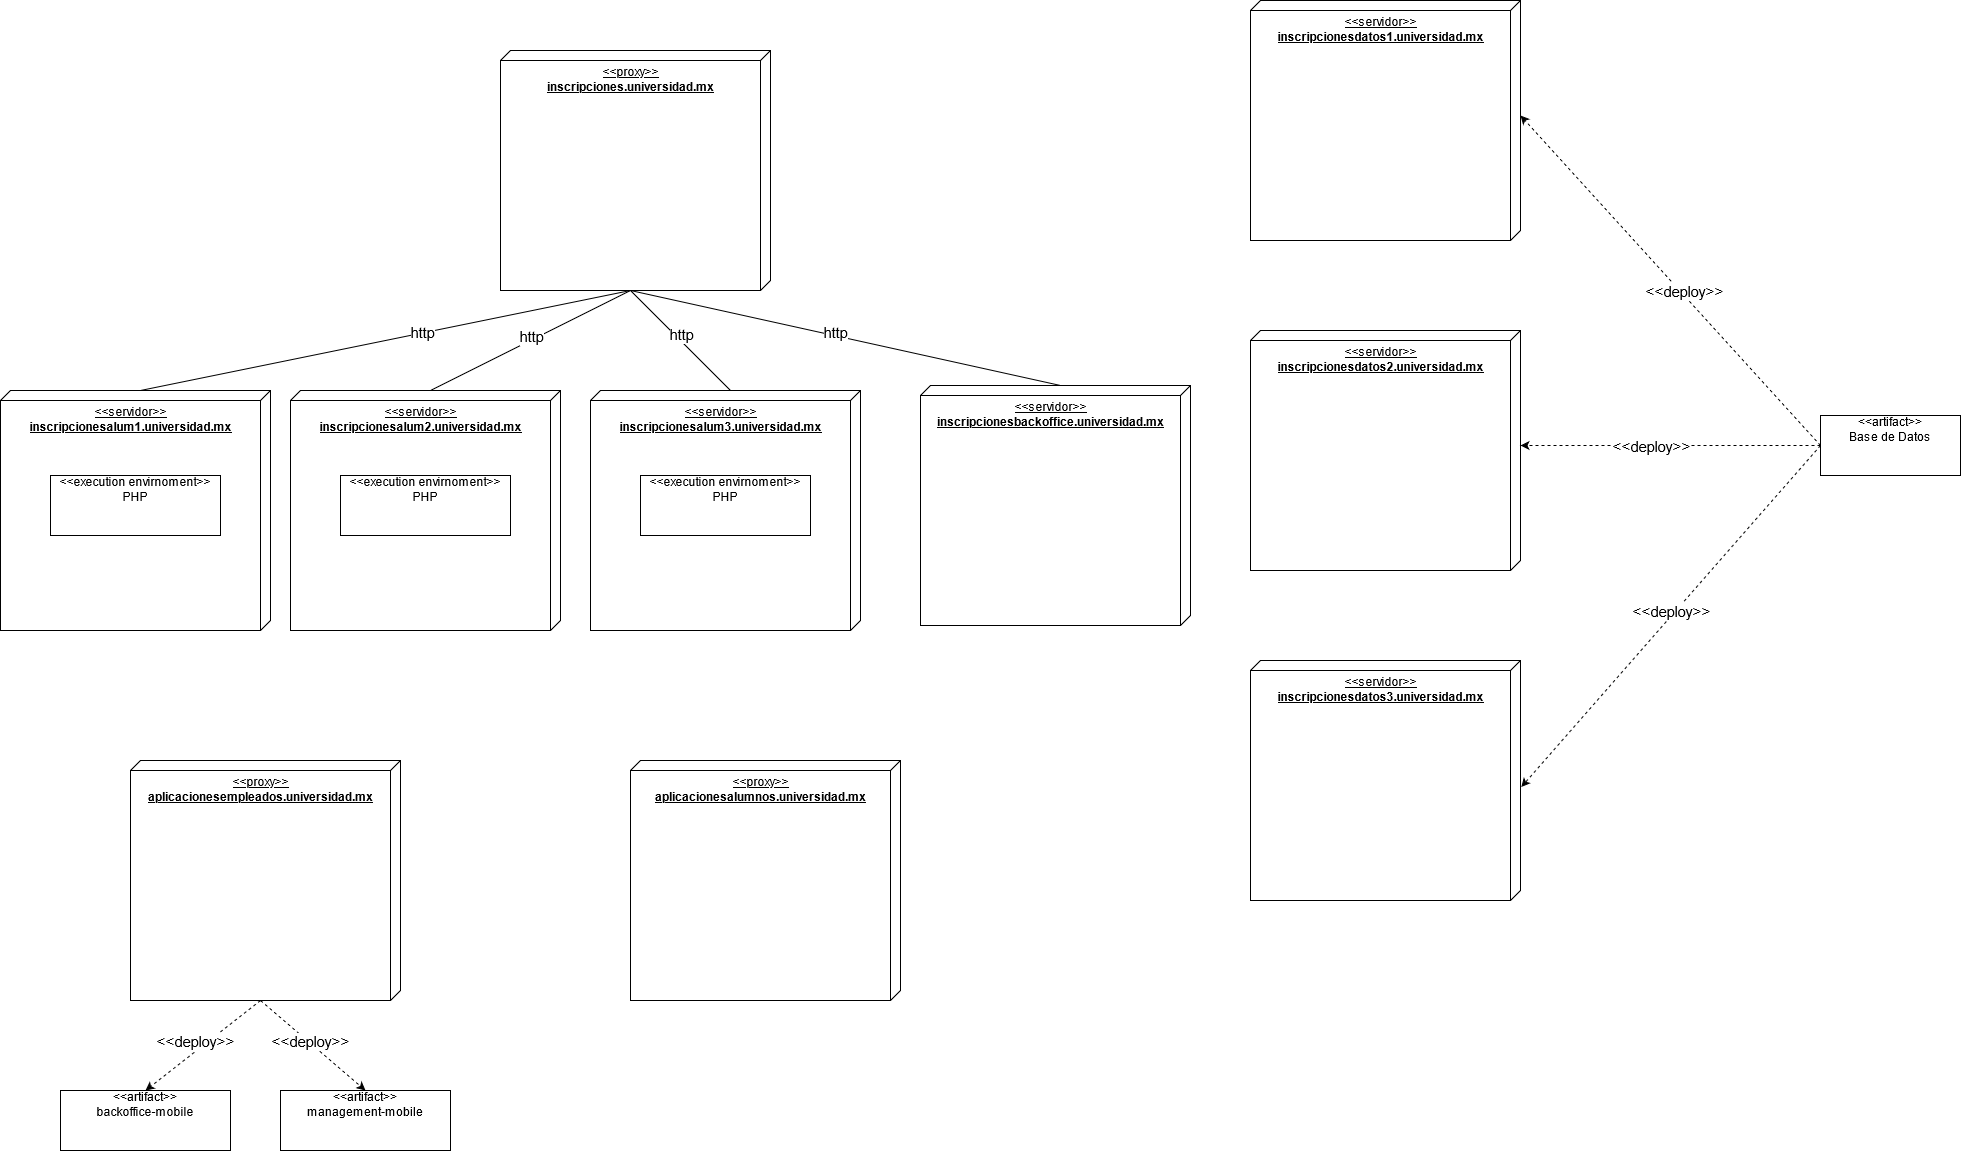 <<servidor>>
inscripcionesdatos1.universidad.mx
<<proxy>>
inscripciones.universidad.mx
<<deploy>>
http
http
http
http
<<servidor>>
inscripcionesdatos2.universidad.mx
<<servidor>>
inscripcionesalum1.universidad.mx
<<execution envirnoment>>
PHP
<<servidor>>
inscripcionesalum2.universidad.mx
<<execution envirnoment>>
PHP
<<servidor>>
inscripcionesalum3.universidad.mx
<<execution envirnoment>>
PHP
<<servidor>>
inscripcionesbackoffice.universidad.mx
<<deploy>>
<<artifact>>
Base de Datos
<<deploy>>
<<servidor>>
inscripcionesdatos3.universidad.mx
<<proxy>>
aplicacionesempleados.universidad.mx
<<proxy>>
aplicacionesalumnos.universidad.mx
<<deploy>>
<<deploy>>
<<artifact>>
backoffice-mobile
<<artifact>>
management-mobile